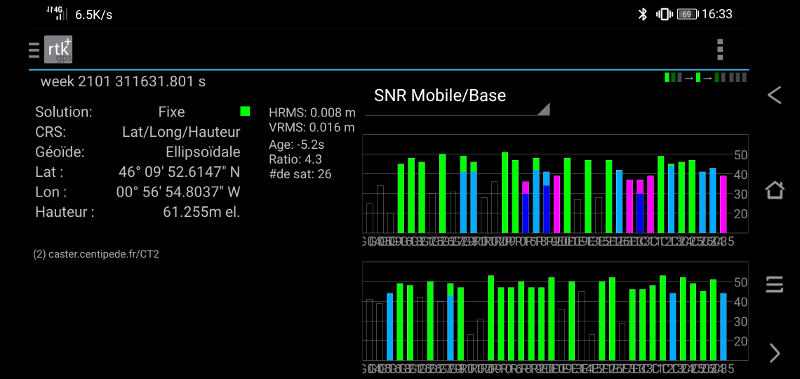 4G 6.5K/s 69 16:33
rtk+
gps
week 2101 311631.801 s
SNR Mobile/Base
Solution: Fixe
CRS: Lat/Long/Hauteur
Géoïde: Ellipsoïdale
Lat : 46° 09' 52.6147" N
Lon : 00° 56' 54.8037" W
Hauteur : 61.255m el.
HRMS: 0.008 m
VRMS: 0.016 m
Age: -5.2s
Ratio: 4.3
#de sat: 26
(2) caster.centipede.fr/CT2
50
40
30
20
50
40
30
20